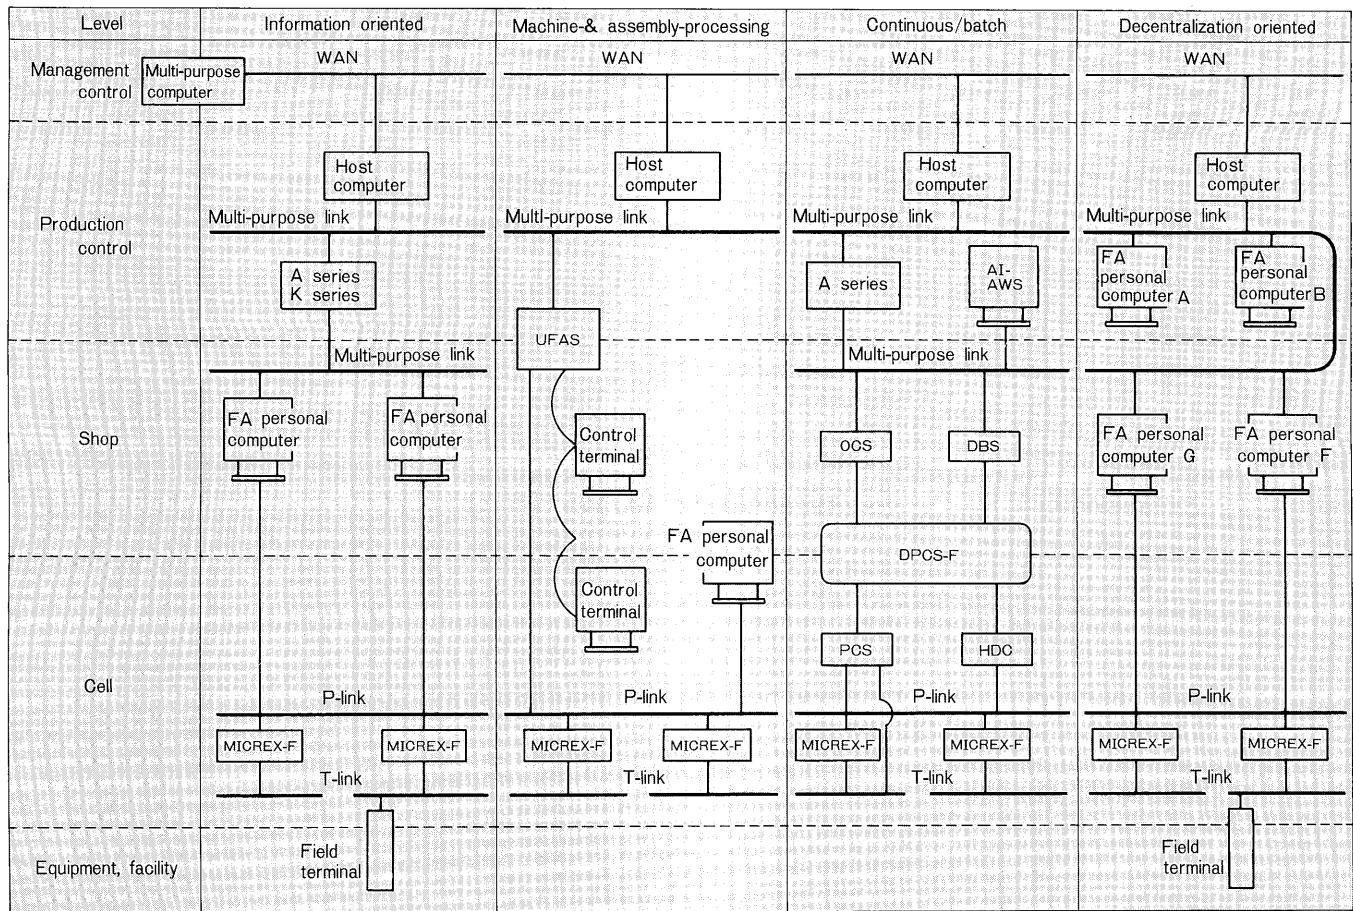 Level
Information oriented
Machine-& assembly-processing
Continuous/batch
Decentralization oriented
Management
control
Multi-purpose
computer
WAN
WAN
WAN
WAN
Production
control
Host
computer
Multi-purpose link
A series
K series
Host
computer
Multi-purpose link
UFAS
Host
computer
Multi-purpose link
A series
AI-
AWS
Host
computer
Multi-purpose link
FA
personal
computer A
FA
personal
computer B
Shop
Multi-purpose link
FA personal
computer
FA personal
computer
Control
terminal
FA personal
computer
Multi-purpose link
OCS
DBS
DPCS-F
FA personal
computer G
FA personal
computer F
Cell
P-link
MICREX-F
MICREX-F
T-link
Control
terminal
P-link
MICREX-F
MICREX-F
T-link
PCS
HDC
P-link
MICREX-F
MICREX-F
T-link
P-link
MICREX-F
MICREX-F
T-link
Equipment, facility
Field
terminal
Field
terminal